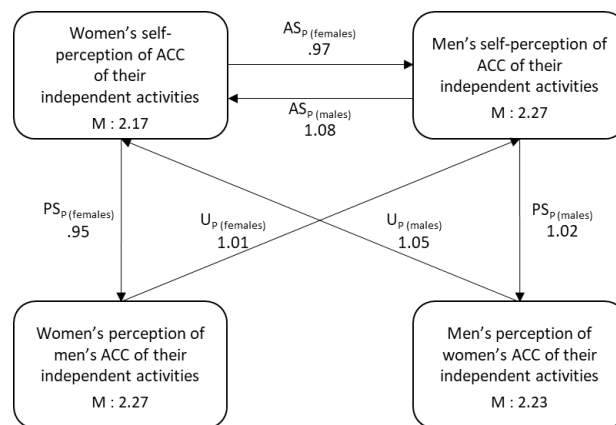 Women's self-
perception of ACC
of their
independent activities
M : 2.17
AS P (females)
.97
AS P (males)
1.08
Men's self-perception of
ACC of their
independent activities
M : 2.27
PS P (females)
.95
U P (females)
1.01
U P (males)
1.05
PS P (males)
1.02
Women's perception of
men's ACC of their
independent activities
M : 2.27
Men's perception of
women's ACC of their
independent activities
M : 2.23